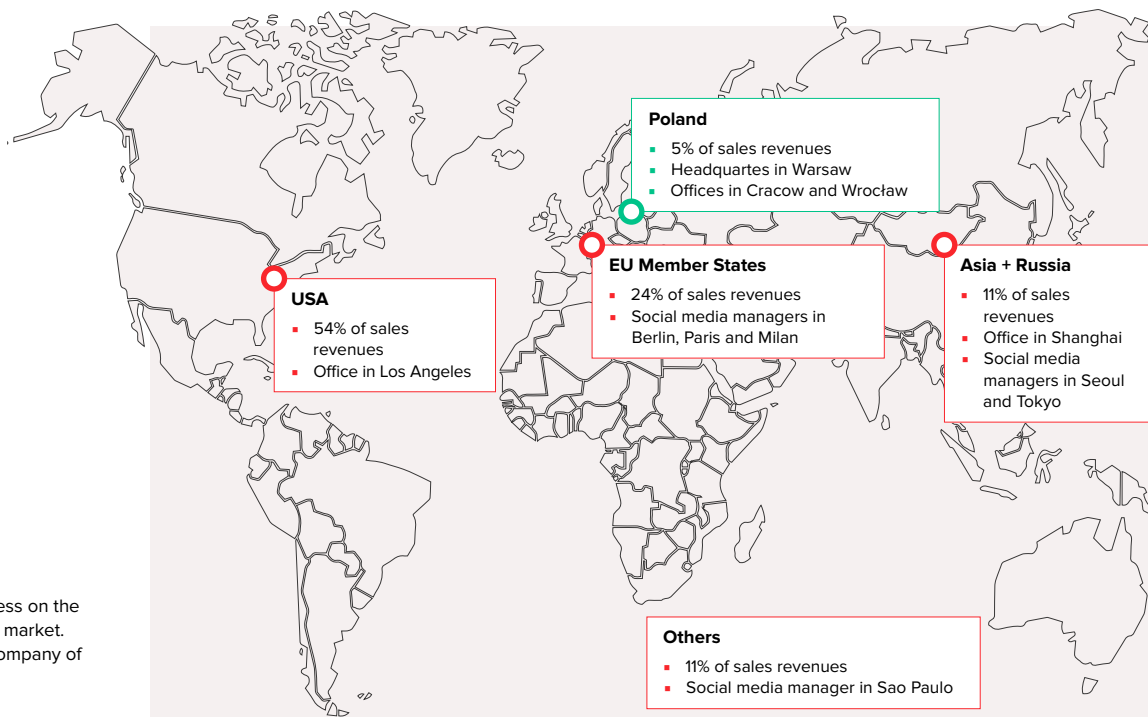 Poland
▪ 5% of sales revenues
▪ Headquartes in Warsaw
▪ Offices in Cracow and Wrocław
EU Member States
▪ 24% of sales revenues
▪ Social media managers in
Berlin, Paris and Milan
Asia + Russia
▪ 11% of sales
revenues
▪ Office in Shanghai
▪ Social media
managers in Seoul
and Tokyo
USA
▪ 54% of sales
revenues
▪ Office in Los Angeles
ess on the
market.
ompany of
Others
▪ 11% of sales revenues
▪ Social media manager in Sao Paulo